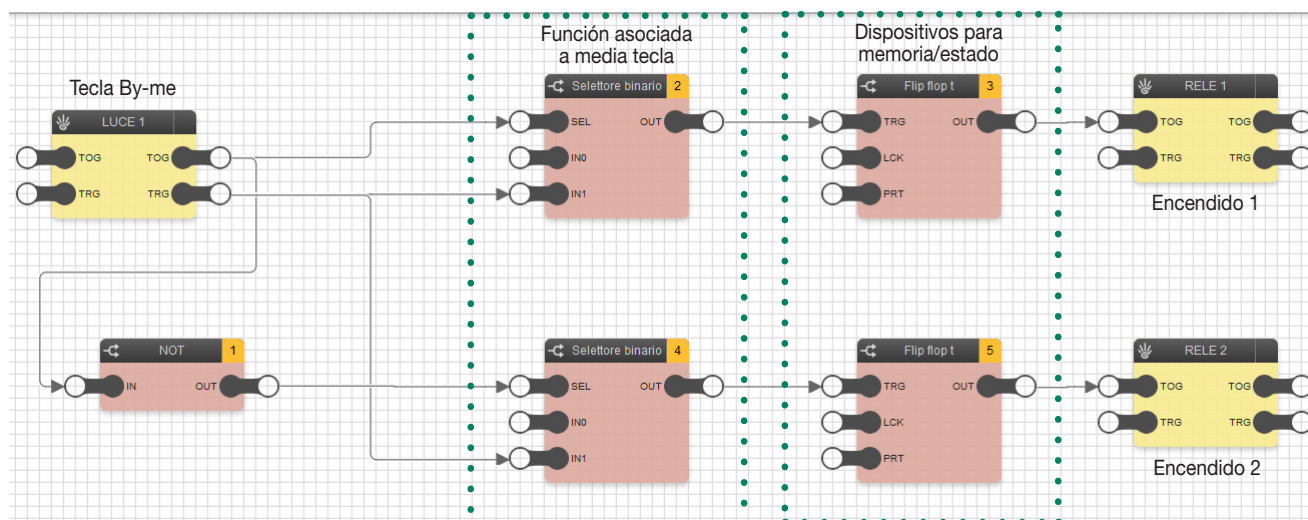 Función asociada
a media tecla
Dispositivos para
memoria/estado
Tecla By-me
LUCE 1
TOG TOG
TRG TRG
Selettore binario 2
SEL OUT
IN0
IN1
Flip flop t 3
TRG OUT
LCK
PRT
RELE 1
TOG TOG
TRG TRG
Encendido 1
NOT 1
IN OUT
Selettore binario 4
SEL OUT
IN0
IN1
Flip flop t 5
TRG OUT
LCK
PRT
RELE 2
TOG TOG
TRG TRG
Encendido 2